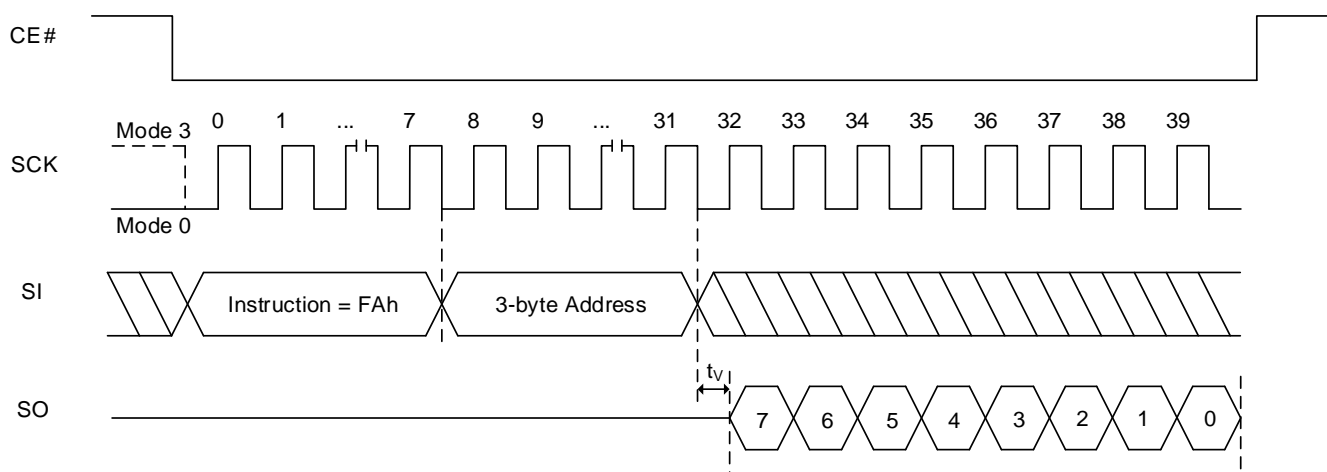 CE#
Mode 3 0 1 ... 7 8 9 ... 31 32 33 34 35 36 37 38 39
SCK
Mode 0
SI Instruction = FAh 3-byte Address
tV
SO 7 6 5 4 3 2 1 0